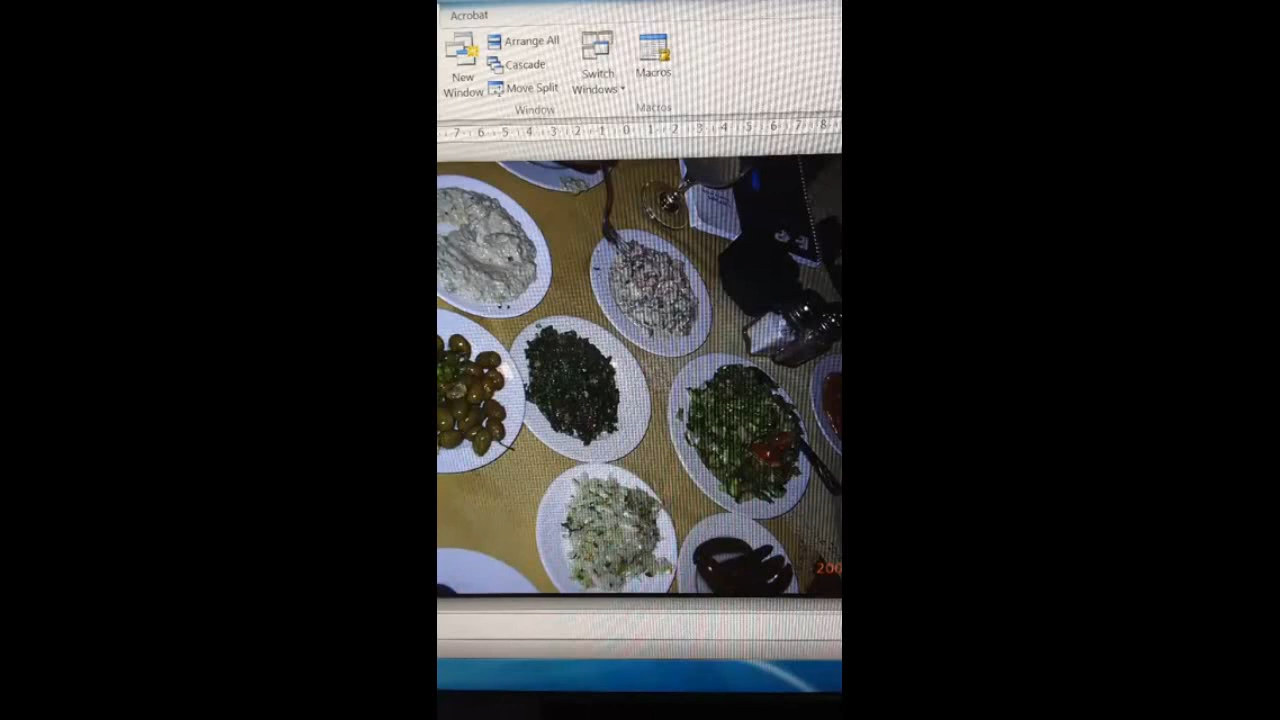 Acrobat
New Window
Arrange All
Cascade
Move Split
Switch Windows
Macros
Window
Macros
7 6 5 4 3 2 1 0 1 2 3 4 5 6 7 8
200